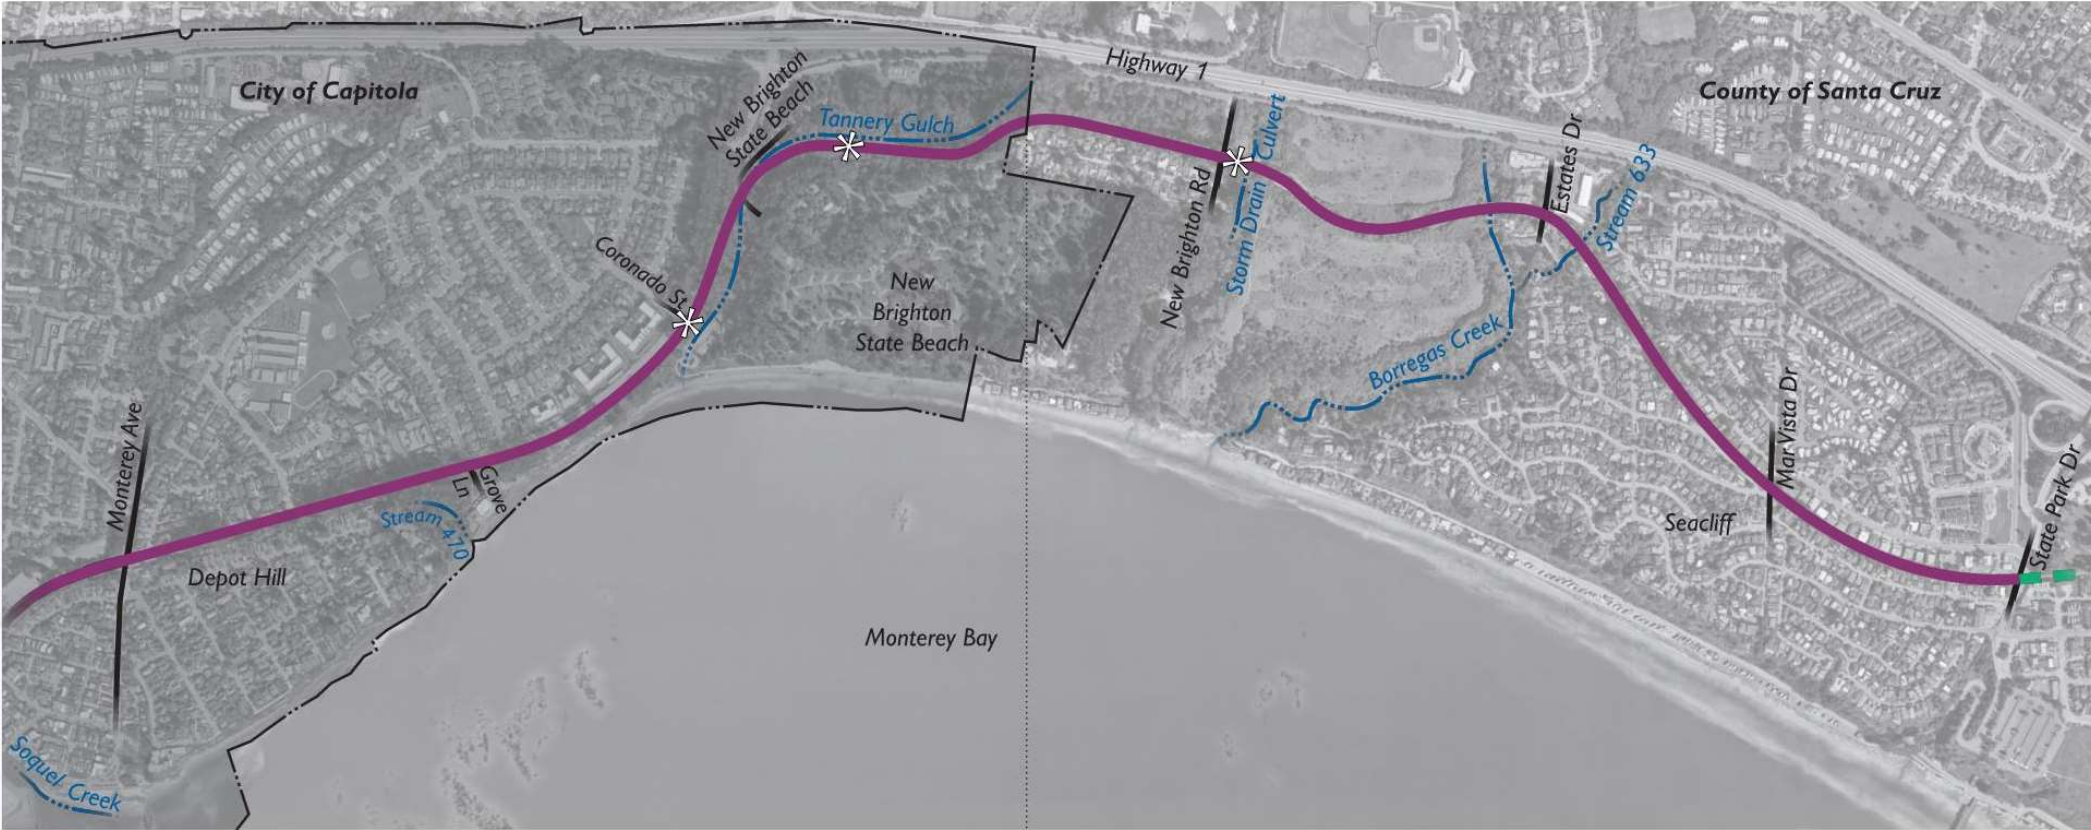 Highway 1
City of Capitola
County of Santa Cruz
New Brighton
State Beach
Tannery Gulch
Storm Drain Culvert
Estates Dr
Stream 633
New Brighton Rd
Coronado St
New
Brighton
State Beach
Borregas Creek
Monterey Ave
Mar Vista Dr
State Park Dr
Grove
Ln
Stream 470
Seacliff
Depot Hill
Monterey Bay
Soquel Creek